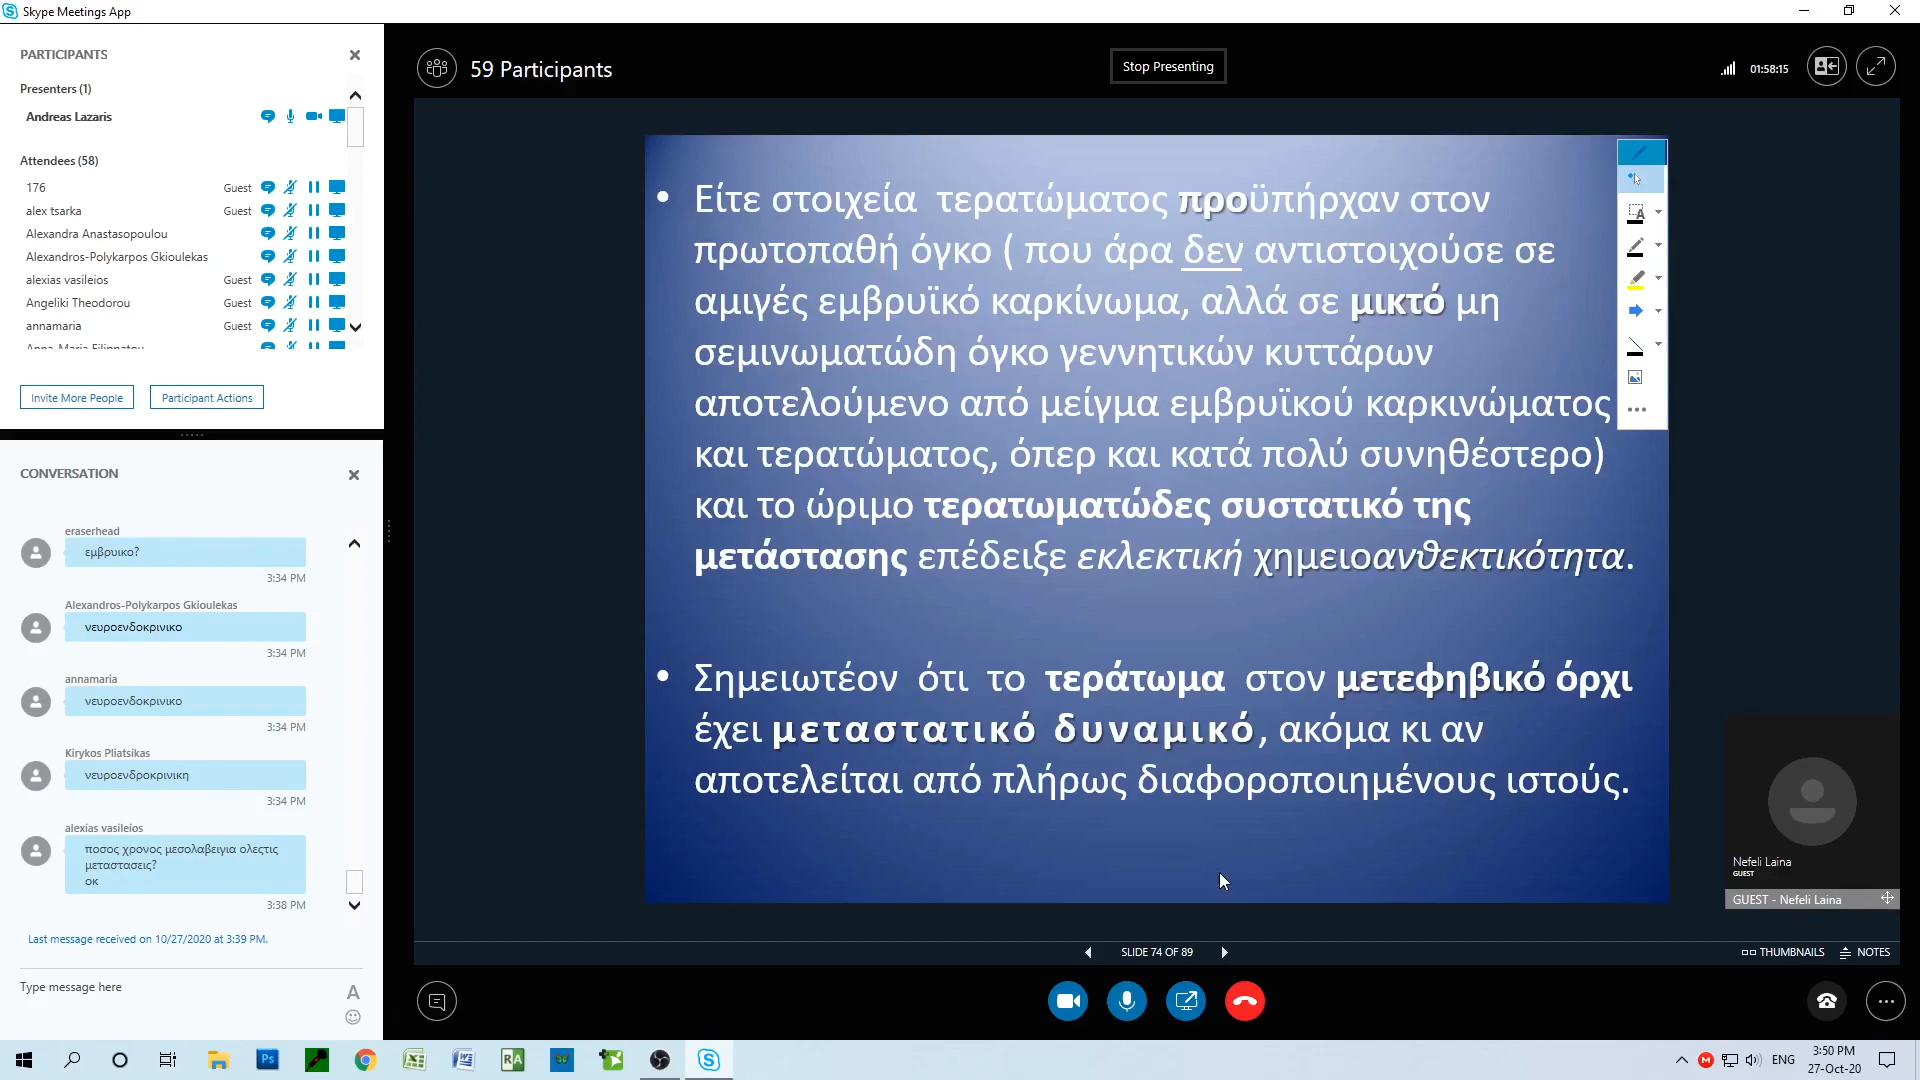 Skype Meetings App
PARTICIPANTS
Presenters (1)
Andreas Lazaris
Attendees (58)
176 Guest
alex tsarka Guest
Alexandra Anastasopoulou
Alexandros-Polykarpos Gkioulekas
alexias vasileios Guest
Angeliki Theodorou Guest
annamaria Guest
Anna-Maria Filippatou
Invite More People
Participant Actions
CONVERSATION
eraserhead
εμβρυικο?
3:34 PM
Alexandros-Polykarpos Gkioulekas
νευροενδοκρινικο
3:34 PM
annamaria
νευροενδοκρινικο
3:34 PM
Kirykos Pliatsikas
νευροενδροκρινικη
3:34 PM
alexias vasileios
ποσος χρονος μεσολαβειγια ολεςτις
μεταστασεις?
οκ
3:38 PM
Last message received on 10/27/2020 at 3:39 PM.
Type message here
59 Participants
Stop Presenting
01:58:15
• Είτε στοιχεία τερατώματος προϋπήρχαν στον
πρωτοπαθή όγκο ( που άρα δεν αντιστοιχούσε σε
αμιγές εμβρυϊκό καρκίνωμα, αλλά σε μικτό μη
σεμινωματώδη όγκο γεννητικών κυττάρων
αποτελούμενο από μείγμα εμβρυϊκού καρκινώματος
και τερατώματος, όπερ και κατά πολύ συνηθέστερο)
και το ώριμο τερατωματώδες συστατικό της
μετάστασης επέδειξε εκλεκτική χημειοανθεκτικότητα.
• Σημειωτέον ότι το τεράτωμα στον μετεφηβικό όρχι
έχει μεταστατικό δυναμικό, ακόμα κι αν
αποτελείται από πλήρως διαφοροποιημένους ιστούς.
Nefeli Laina
GUEST
GUEST - Nefeli Laina
SLIDE 74 OF 89
THUMBNAILS
NOTES
ENG
3:50 PM
27-Oct-20